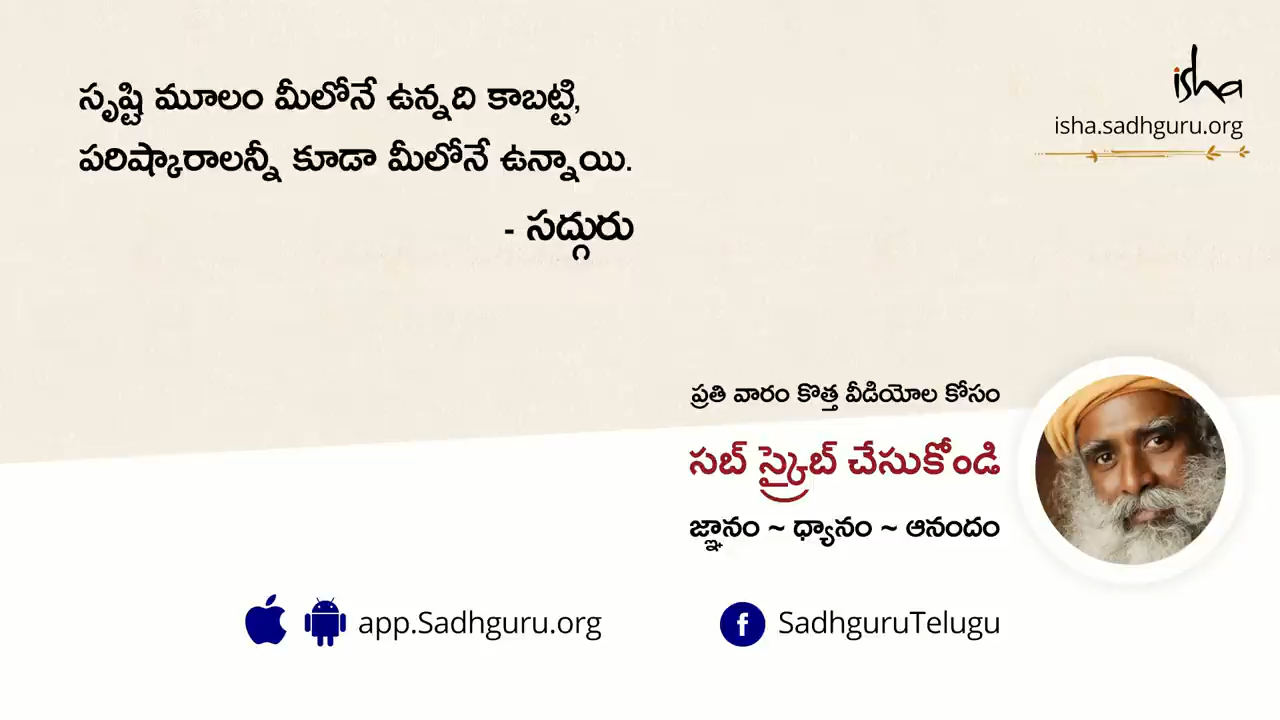 సృష్టి మూలం మీలోనే ఉన్నది కాబట్టి,
పరిష్కారాలన్నీ కూడా మీలోనే ఉన్నాయి.
- సద్గురు
isha
isha.sadhguru.org
ప్రతి వారం కొత్త వీడియోల కోసం
సబ్ స్క్రైబ్ చేసుకోండి
జ్ఞానం ~ ధ్యానం ~ ఆనందం
app.Sadhguru.org
SadhguruTelugu